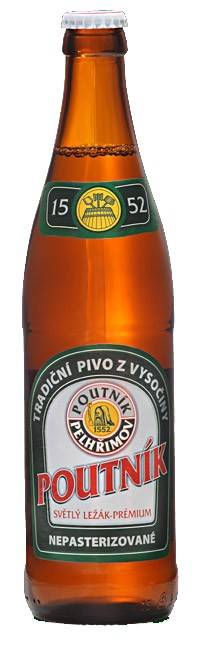 15 52
TRADIČNÍ PIVO Z VYSOČINY
POUTNÍK
1552
PELHŘIMOV
POUTNÍK
SVĚTLÝ LEŽÁK-PRÉMIUM
NEPASTERIZOVANÉ